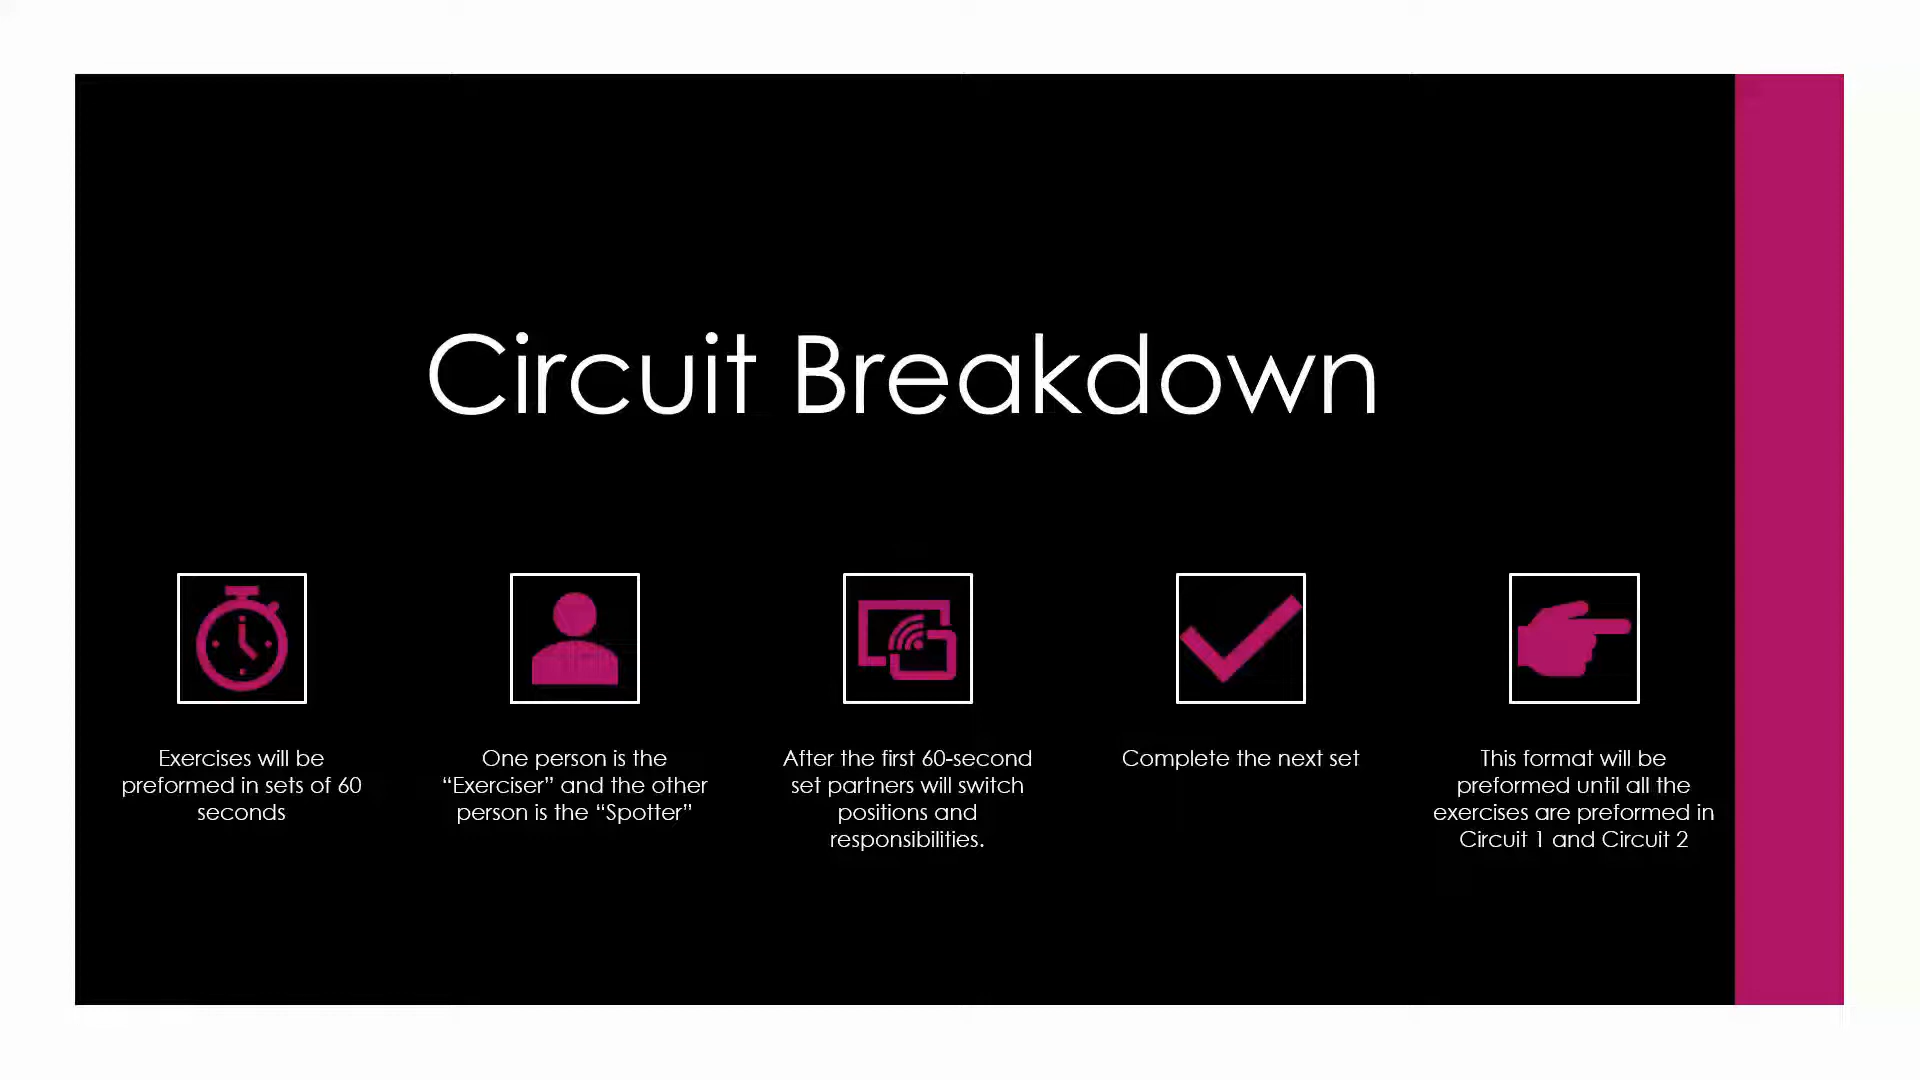 Circuit Breakdown
Exercises will be
preformed in sets of 60
seconds
One person is the
“Exerciser” and the other
person is the “Spotter”
After the first 60-second
set partners will switch
positions and
responsibilities.
Complete the next set
This format will be
preformed until all the
exercises are preformed in
Circuit 1 and Circuit 2